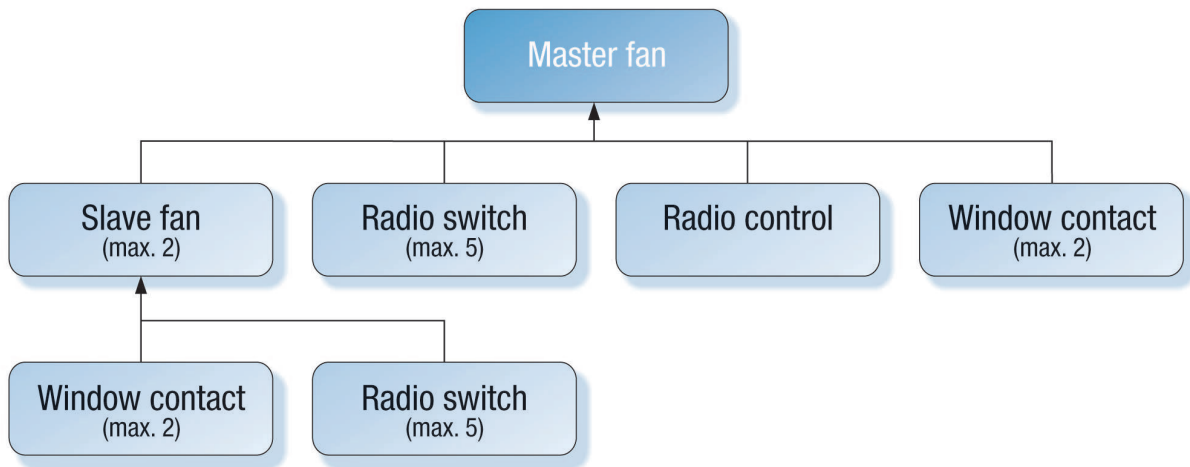 Master fan
Slave fan
(max. 2)
Radio switch
(max. 5)
Radio control
Window contact
(max. 2)
Window contact
(max. 2)
Radio switch
(max. 5)